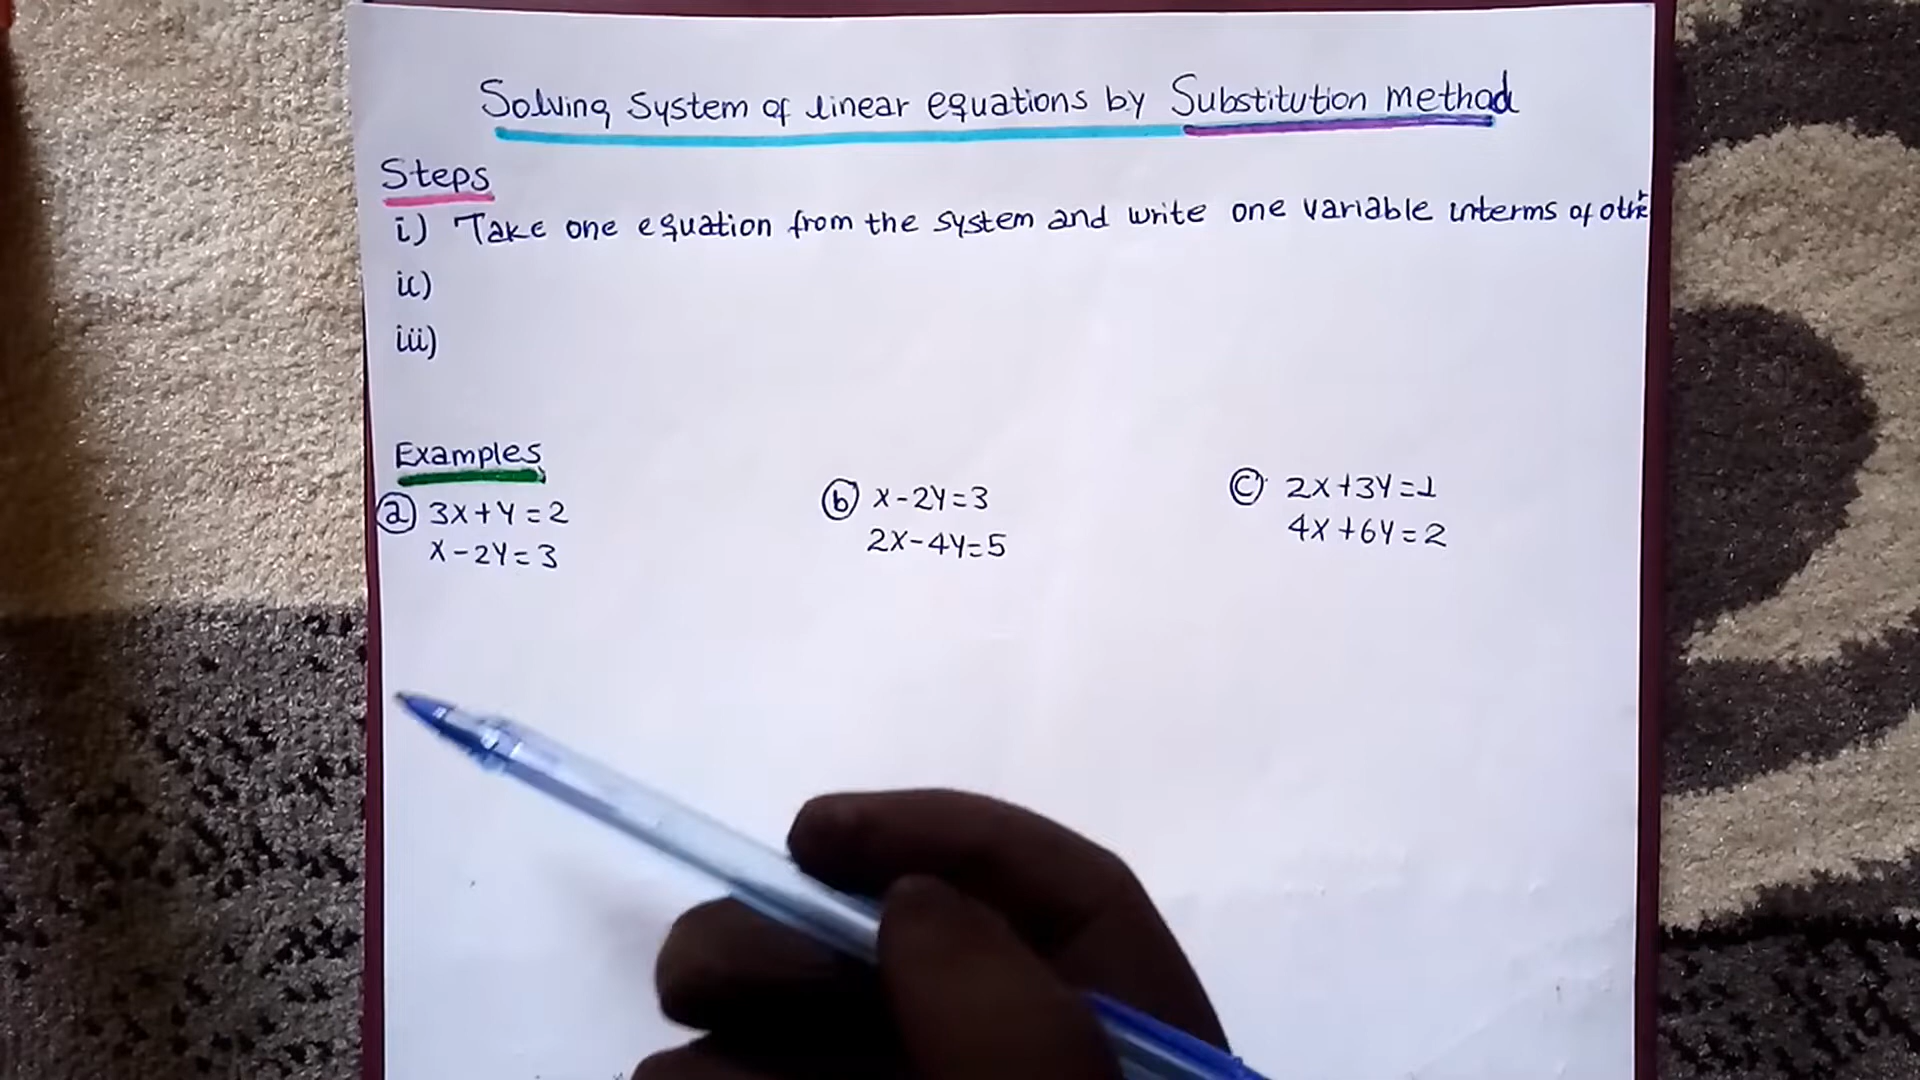 Solving System of linear equations by Substitution method
Steps
i) Take one equation from the system and write one variable interms of other
ii)
iii)
Examples
(a) 3x+y=2
x-2y=3
(b) x-2y=3
2x-4y=5
(c) 2x+3y=1
4x+6y=2